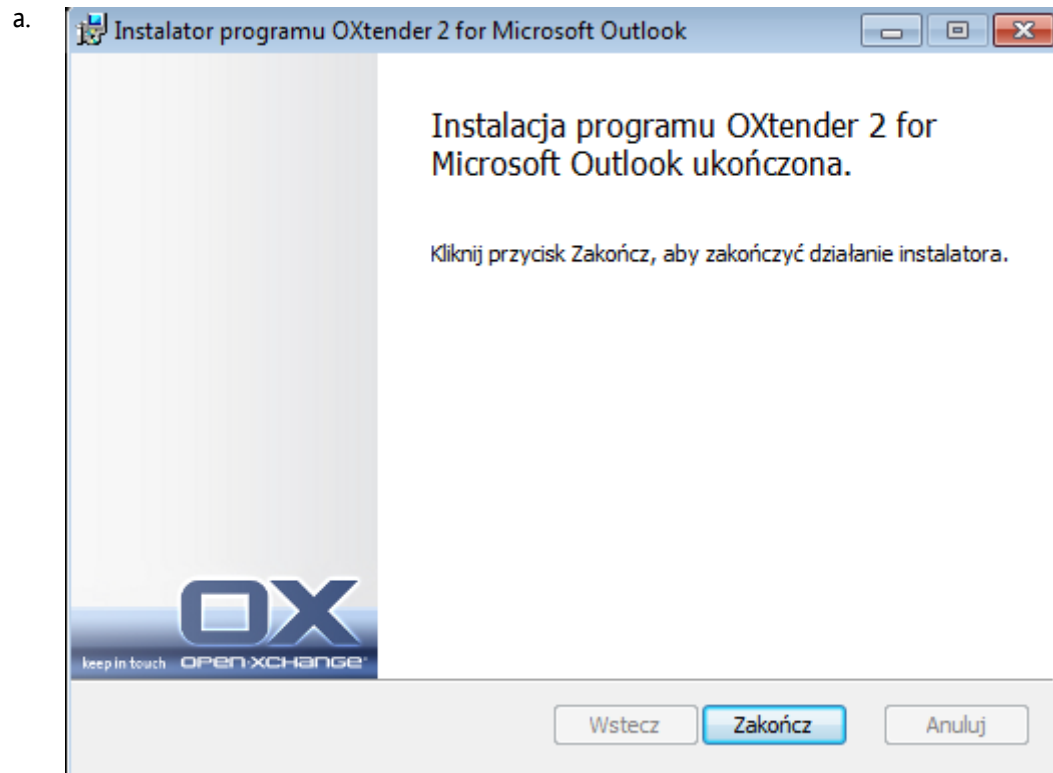 a.
Instalator programu OXtender 2 for Microsoft Outlook
Instalacja programu OXtender 2 for
Microsoft Outlook ukończona.
Kliknij przycisk Zakończ, aby zakończyć działanie instalatora.
OX
keep in touch OPEN·XCHANGE
Wstecz Zakończ Anuluj